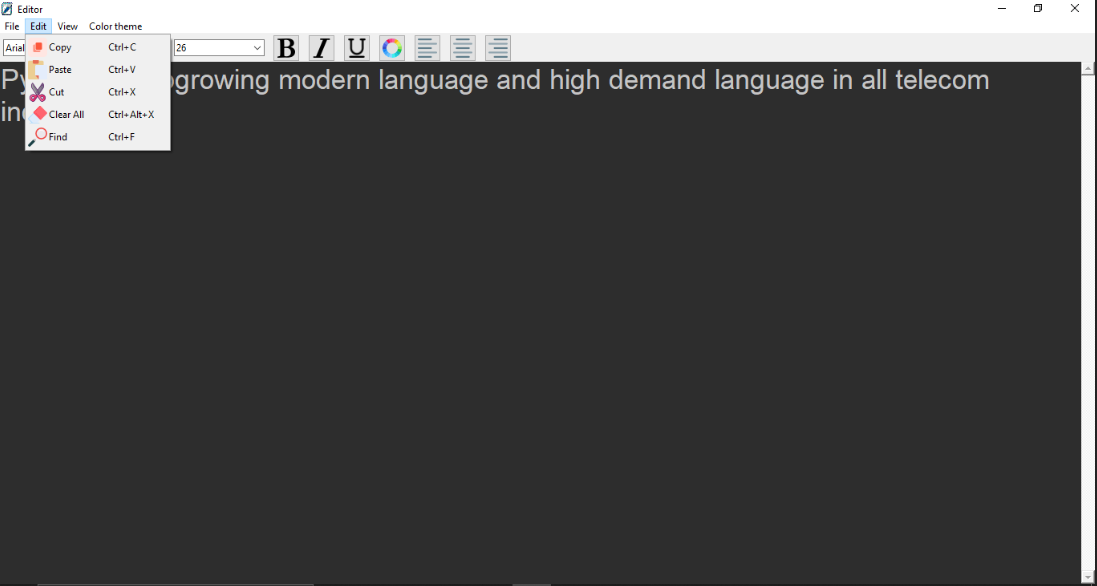 Editor
File Edit View Color theme
Arial 26 B I U
Copy Ctrl+C
Paste Ctrl+V
Cut Ctrl+X
Clear All Ctrl+Alt+X
Find Ctrl+F
growing modern language and high demand language in all telecom